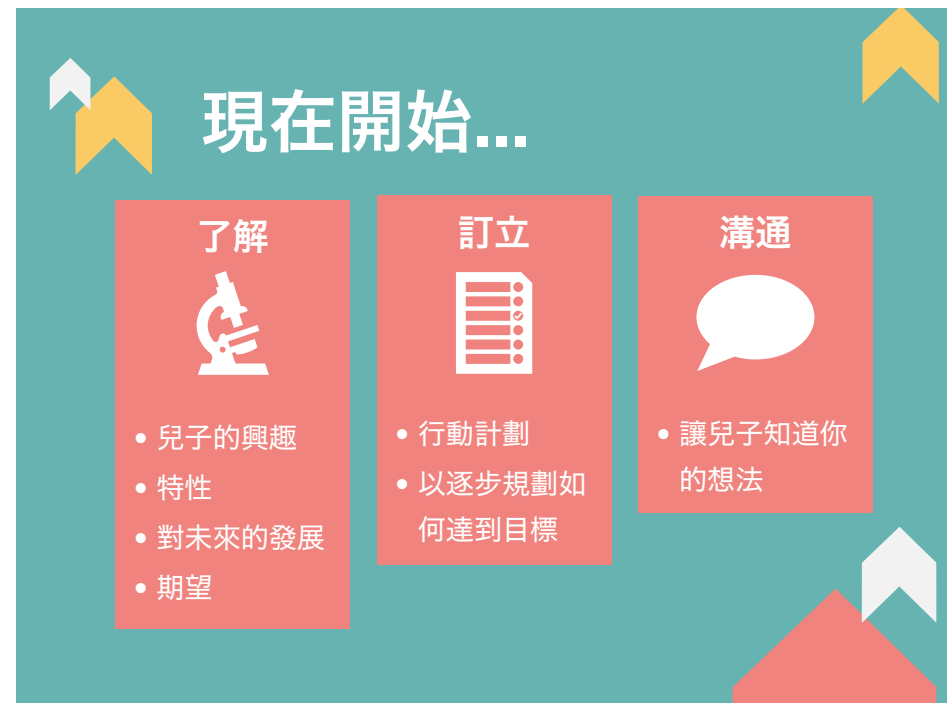 現在開始...
了解
• 兒子的興趣
• 特性
• 對未來的發展
• 期望
訂立
• 行動計劃
• 以逐步規劃如
何達到目標
溝通
• 讓兒子知道你
的想法